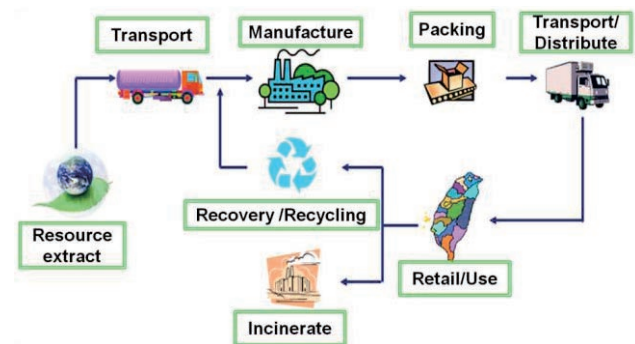 Transport
Manufacture
Packing
Transport/
Distribute
Recovery /Recycling
Resource
extract
Retail/Use
Incinerate